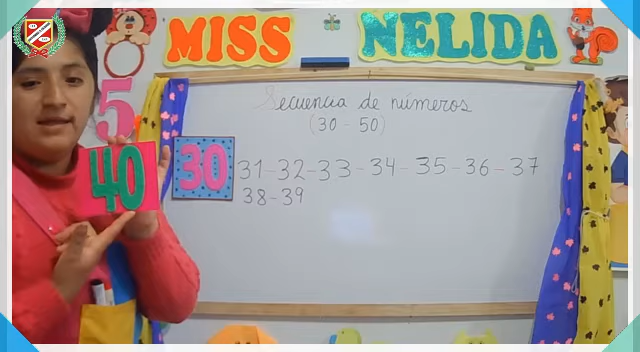 MISS NELIDA
Secuencia de números
(30 - 50)
5
40
30 31 - 32 - 33 - 34 - 35 - 36 - 37
38 - 39